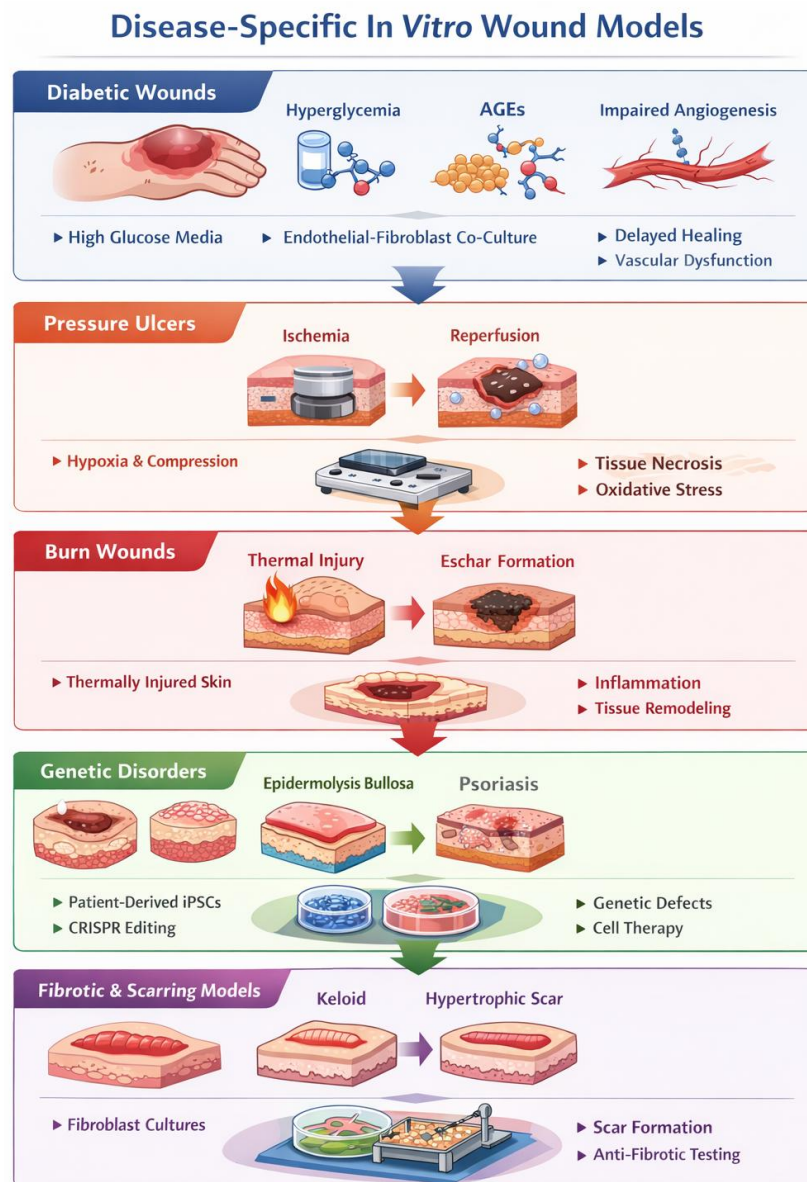 Disease-Specific In Vitro Wound Models
Diabetic Wounds
Hyperglycemia
AGEs
Impaired Angiogenesis
▸ High Glucose Media
▸ Endothelial-Fibroblast Co-Culture
▸ Delayed Healing
▸ Vascular Dysfunction
Pressure Ulcers
Ischemia
Reperfusion
▸ Hypoxia & Compression
▸ Tissue Necrosis
▸ Oxidative Stress
Burn Wounds
Thermal Injury
Eschar Formation
▸ Thermally Injured Skin
▸ Inflammation
▸ Tissue Remodeling
Genetic Disorders
Epidermolysis Bullosa
Psoriasis
▸ Patient-Derived iPSCs
▸ CRISPR Editing
▸ Genetic Defects
▸ Cell Therapy
Fibrotic & Scarring Models
Keloid
Hypertrophic Scar
▸ Fibroblast Cultures
▸ Scar Formation
▸ Anti-Fibrotic Testing